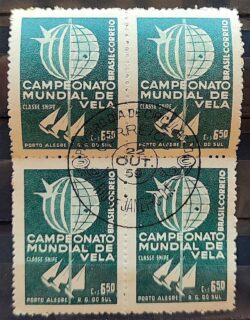 BRASIL CORREIO
CAMPEONATO
MUNDIAL DE
VELA
CLASSE SNIPE
Cr$ 6,50
PORTO ALEGRE R. G. DO SUL
BRASIL CORREIO
CAMPEONATO
MUNDIAL DE
VELA
CLASSE SNIPE
Cr$ 6,50
PORTO ALEGRE R. G. DO SUL
22
OUT.
59
JANEIRO
BRASIL CORREIO
CAMPEONATO
MUNDIAL DE
VELA
CLASSE SNIPE
Cr$ 6,50
PORTO ALEGRE R. G. DO SUL
BRASIL CORREIO
CAMPEONATO
MUNDIAL DE
VELA
CLASSE SNIPE
Cr$ 6,50
PORTO ALEGRE R. G. DO SUL